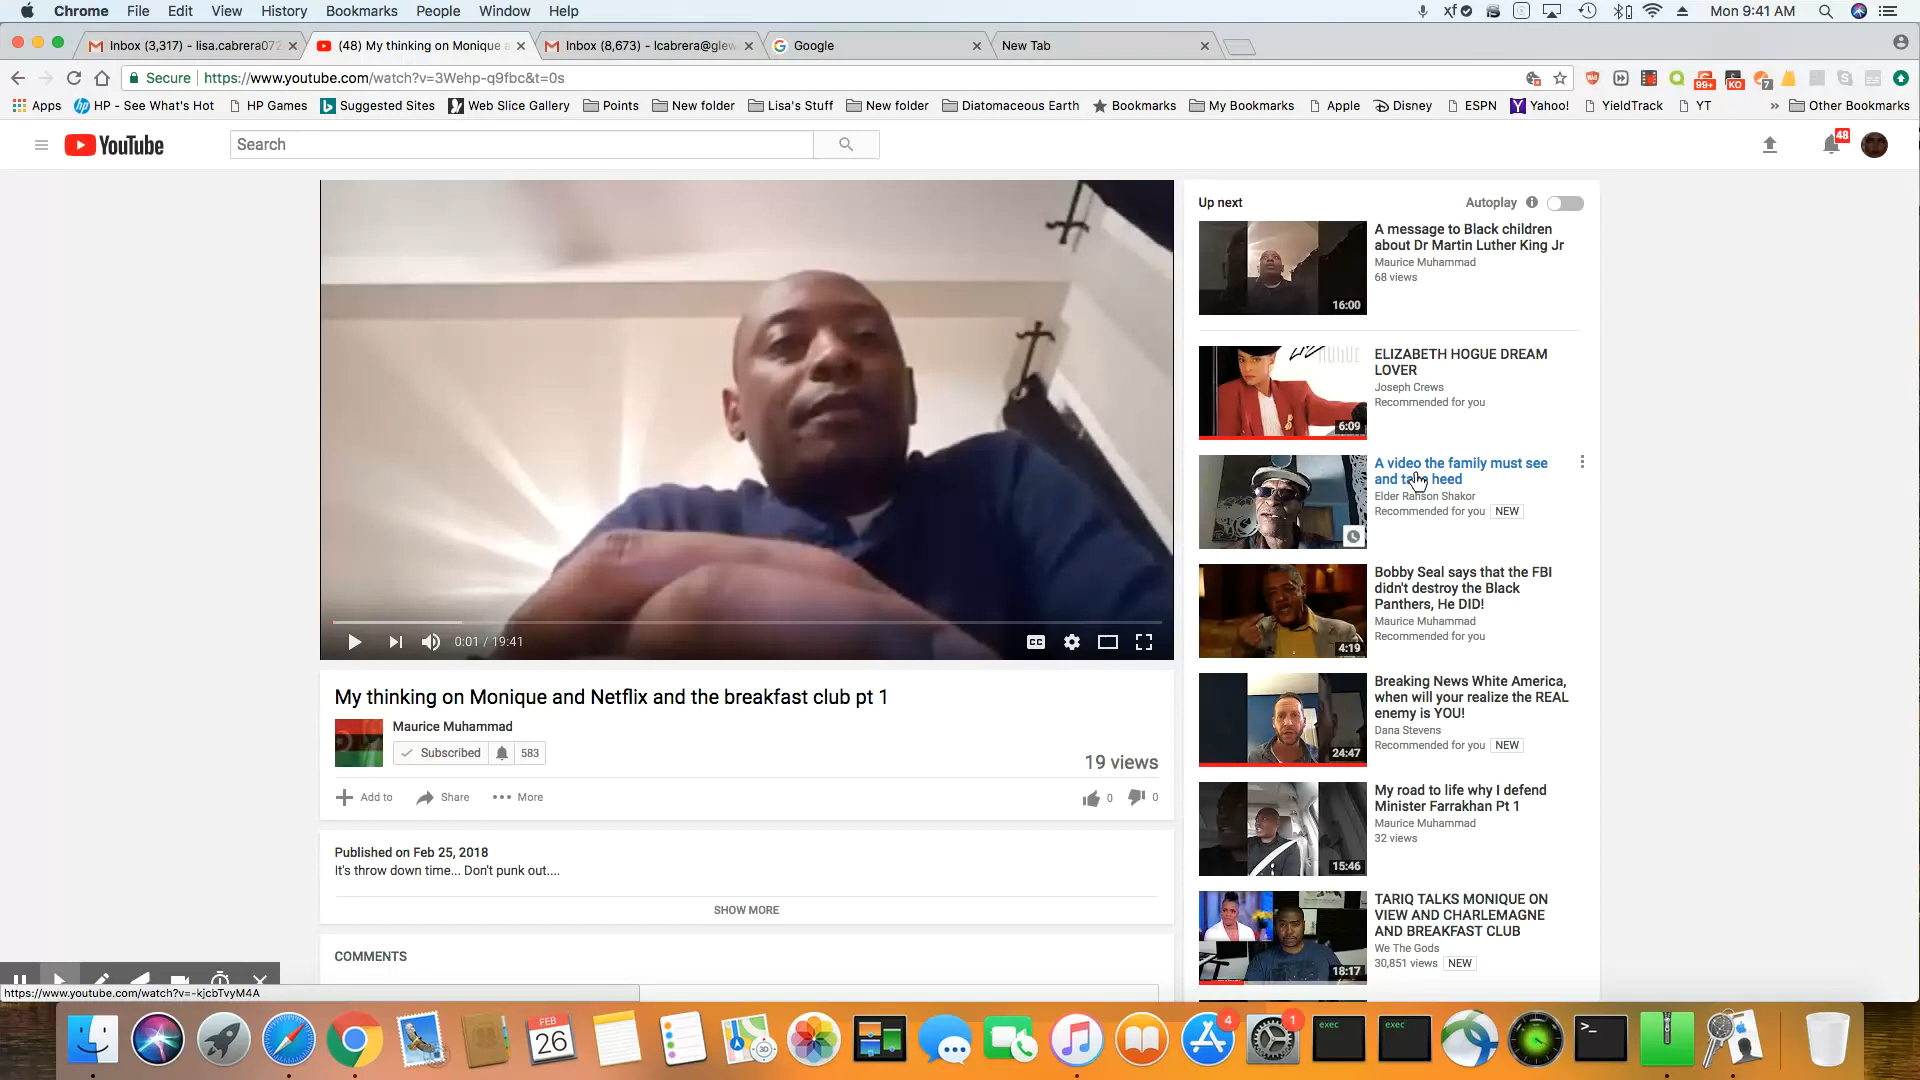 Chrome File Edit View History Bookmarks People Window Help
Mon 9:41 AM
Inbox (3,317) - lisa.cabrera072
(48) My thinking on Monique a
Inbox (8,673) - lcabrera@glew
Google
New Tab
Secure https://www.youtube.com/watch?v=3Wehp-q9fbc&t=0s
99+ KO 7
Apps HP - See What's Hot HP Games Suggested Sites Web Slice Gallery Points New folder Lisa's Stuff New folder Diatomaceous Earth Bookmarks My Bookmarks Apple Disney ESPN Yahoo! YieldTrack YT » Other Bookmarks
YouTube
Search
48
Up next
Autoplay
A message to Black children
about Dr Martin Luther King Jr
Maurice Muhammad
68 views
16:00
ELIZABETH HOGUE DREAM
LOVER
Joseph Crews
Recommended for you
6:09
A video the family must see
and take heed
Elder Ranson Shakor
Recommended for you NEW
Bobby Seal says that the FBI
didn't destroy the Black
Panthers, He DID!
Maurice Muhammad
Recommended for you
4:19
Breaking News White America,
when will your realize the REAL
enemy is YOU!
Dana Stevens
Recommended for you NEW
24:47
My road to life why I defend
Minister Farrakhan Pt 1
Maurice Muhammad
32 views
15:46
TARIQ TALKS MONIQUE ON
VIEW AND CHARLEMAGNE
AND BREAKFAST CLUB
We The Gods
30,851 views NEW
18:17
0:01 / 19:41
CC
My thinking on Monique and Netflix and the breakfast club pt 1
Maurice Muhammad
Subscribed 583
19 views
Add to Share More
0 0
Published on Feb 25, 2018
It's throw down time... Don't punk out....
SHOW MORE
COMMENTS
https://www.youtube.com/watch?v=-kjcbTvyM4A
FEB
26
4
1
exec
exec